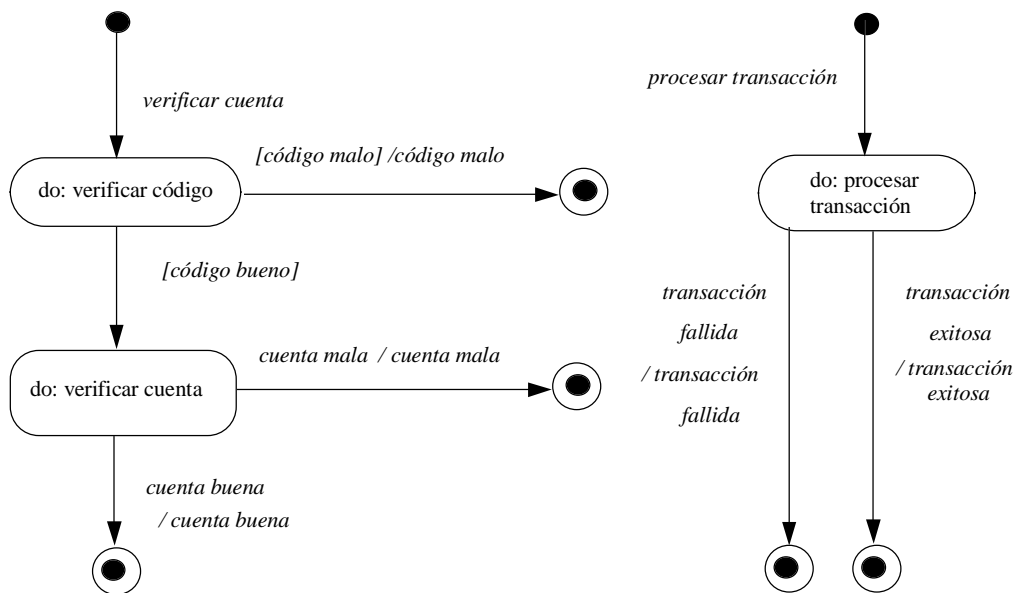 verificar cuenta
[código malo] /código malo
do: verificar código
[código bueno]
cuenta mala / cuenta mala
do: verificar cuenta
cuenta buena
/ cuenta buena
procesar transacción
do: procesar
transacción
transacción
fallida
/ transacción
fallida
transacción
exitosa
/ transacción
exitosa